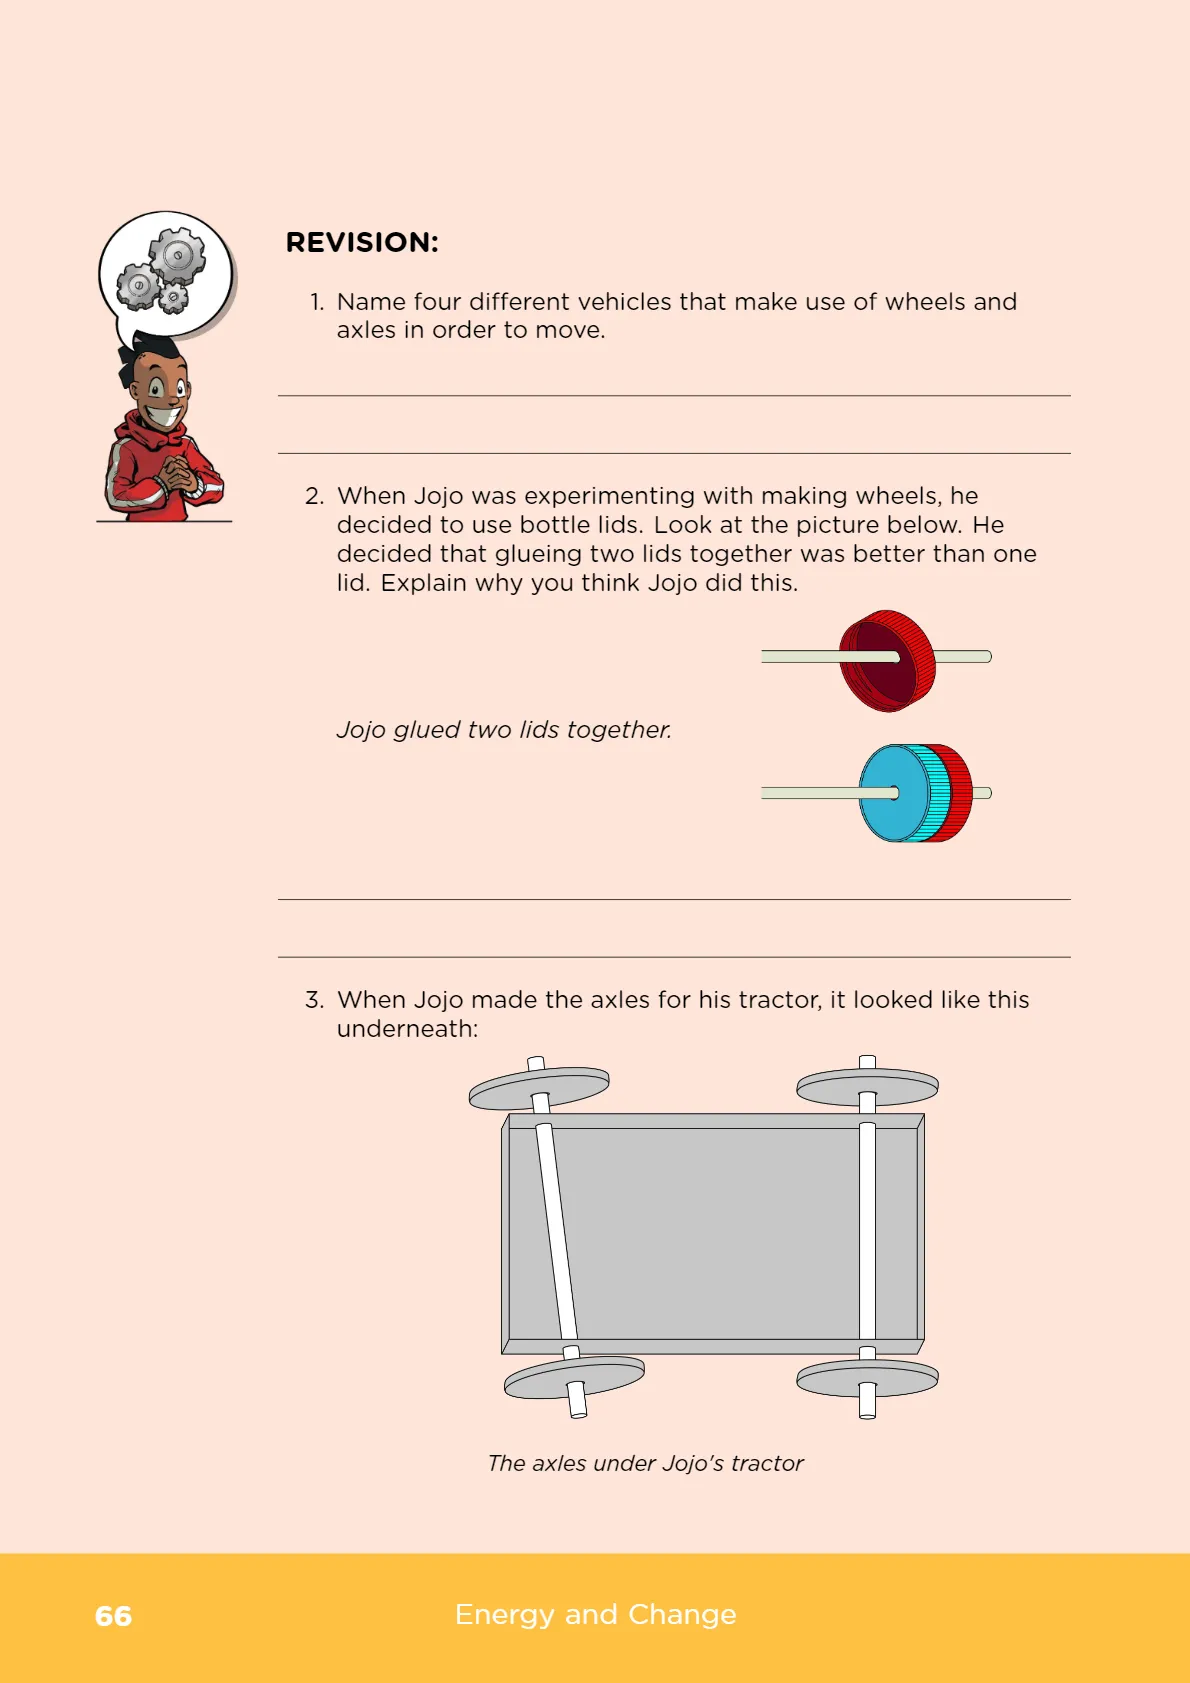 REVISION:
1. Name four different vehicles that make use of wheels and
axles in order to move.
2. When Jojo was experimenting with making wheels, he
decided to use bottle lids. Look at the picture below. He
decided that glueing two lids together was better than one
lid. Explain why you think Jojo did this.
Jojo glued two lids together.
3. When Jojo made the axles for his tractor, it looked like this
underneath:
The axles under Jojo's tractor
66
Energy and Change